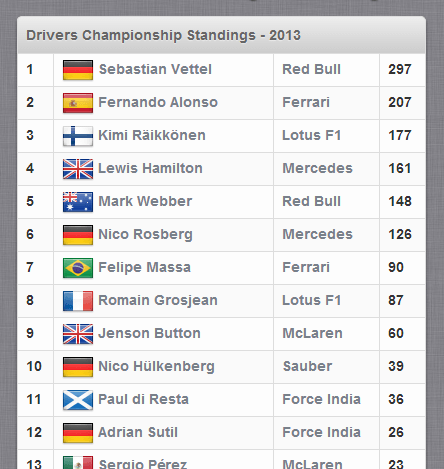 Drivers Championship Standings - 2013
1 Sebastian Vettel Red Bull 297
2 Fernando Alonso Ferrari 207
3 Kimi Räikkönen Lotus F1 177
4 Lewis Hamilton Mercedes 161
5 Mark Webber Red Bull 148
6 Nico Rosberg Mercedes 126
7 Felipe Massa Ferrari 90
8 Romain Grosjean Lotus F1 87
9 Jenson Button McLaren 60
10 Nico Hülkenberg Sauber 39
11 Paul di Resta Force India 36
12 Adrian Sutil Force India 26
13 Sergio Pérez McLaren 23